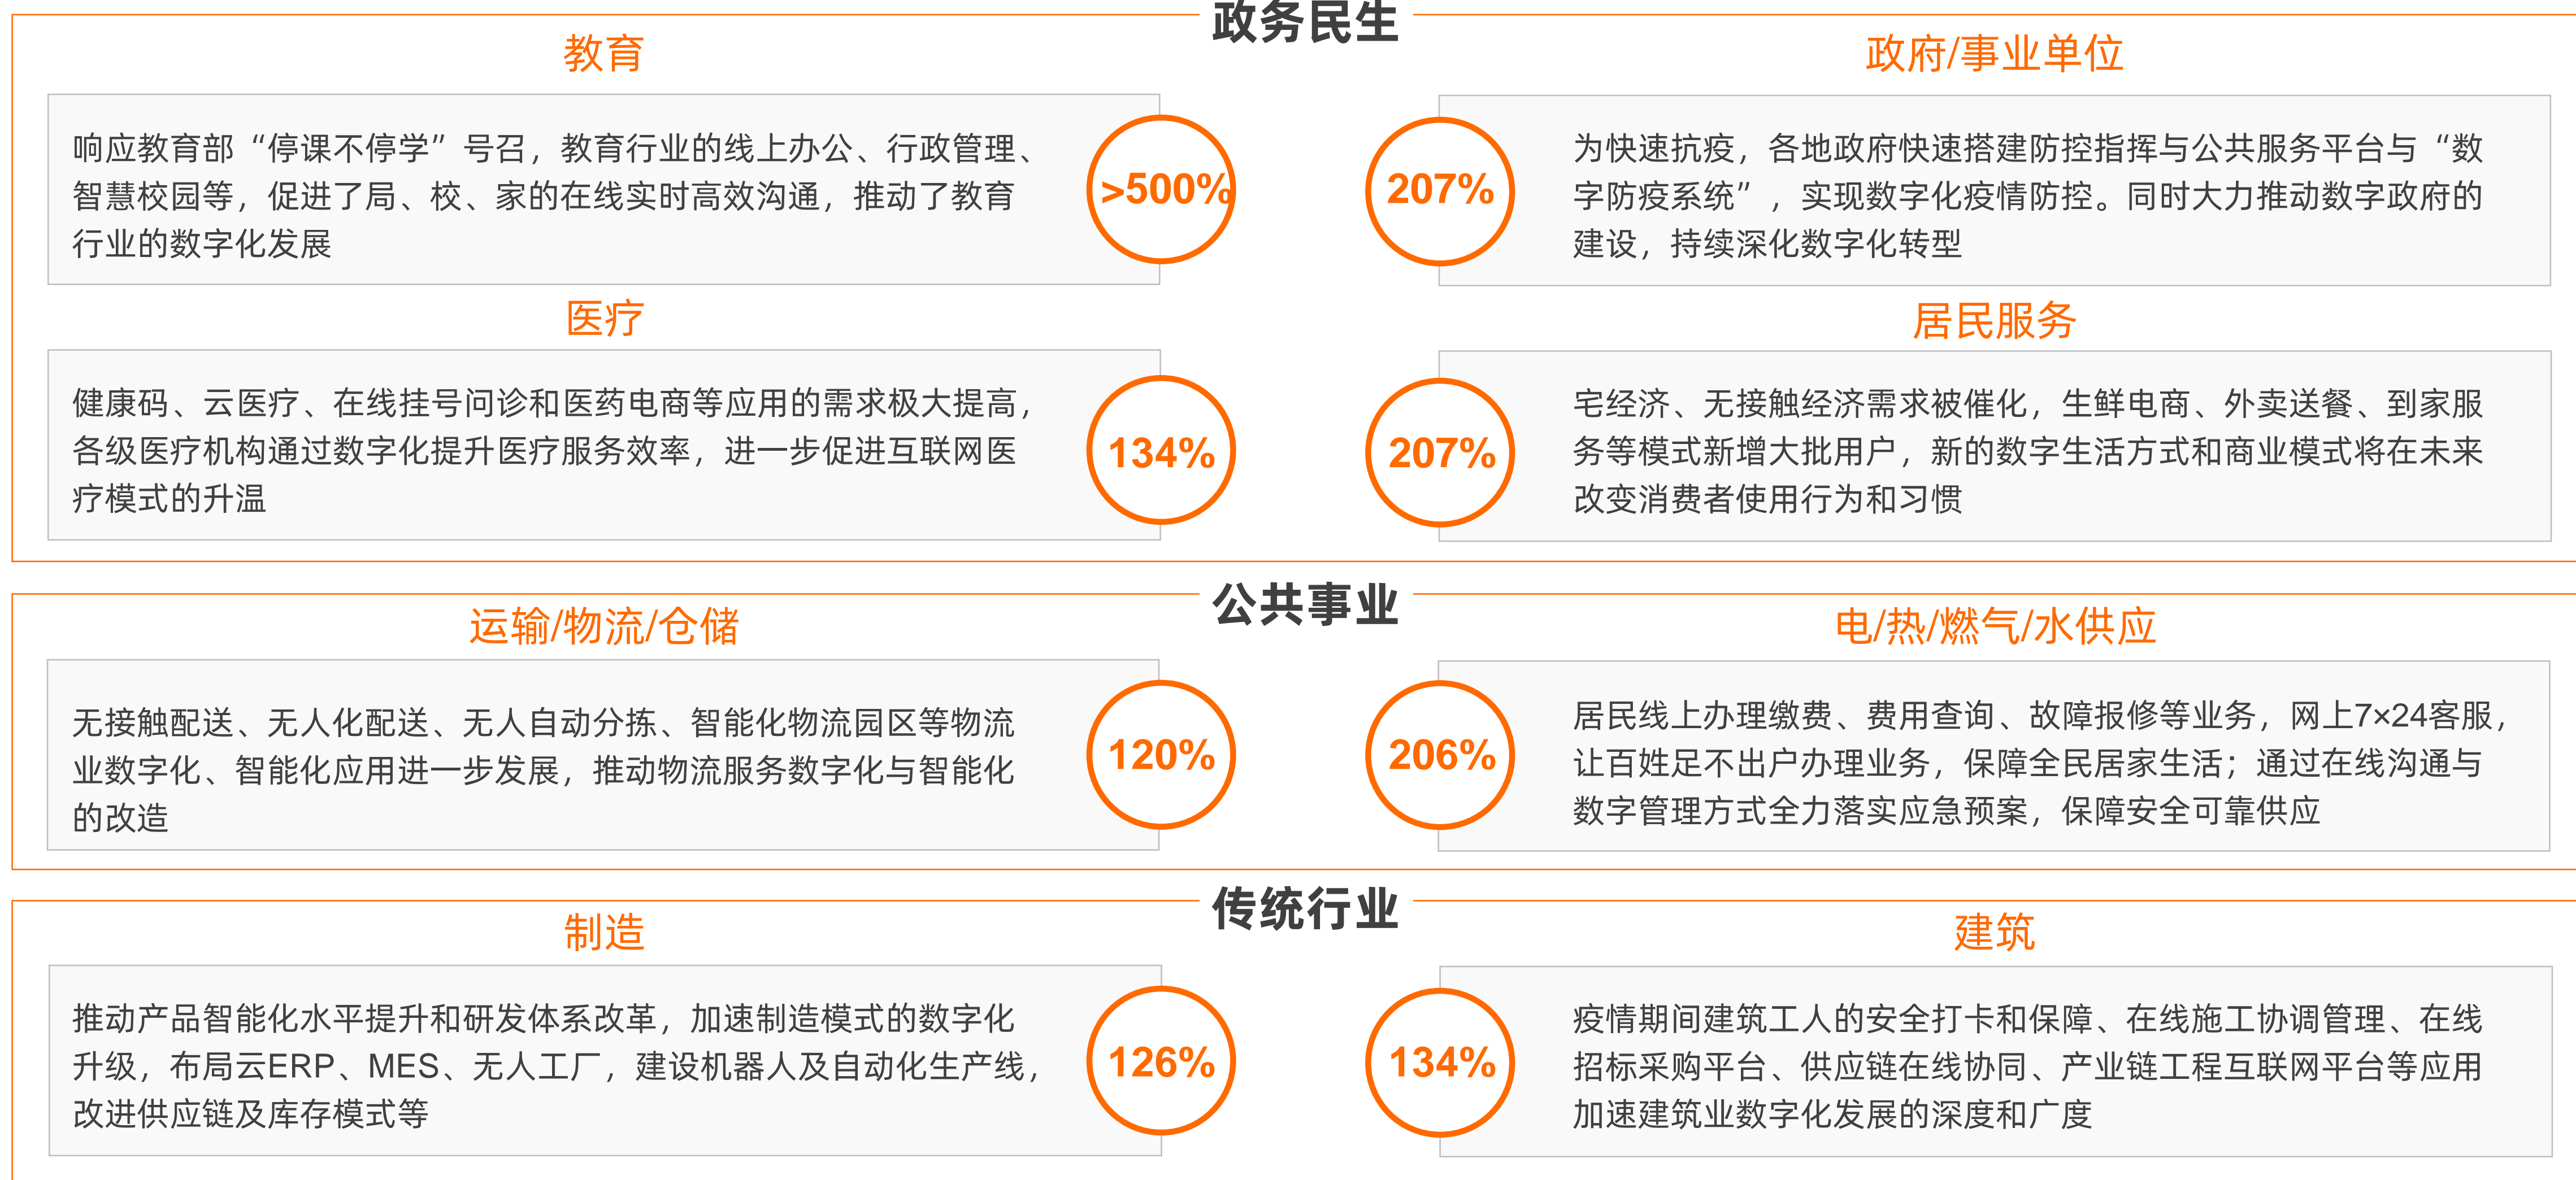 政务民生
教育
响应教育部“停课不停学”号召，教育行业的线上办公、行政管理、
智慧校园等，促进了局、校、家的在线实时高效沟通，推动了教育
行业的数字化发展
>500%
政府/事业单位
207%
为快速抗疫，各地政府快速搭建防控指挥与公共服务平台与“数
字防疫系统”，实现数字化疫情防控。同时大力推动数字政府的
建设，持续深化数字化转型
医疗
健康码、云医疗、在线挂号问诊和医药电商等应用的需求极大提高，
各级医疗机构通过数字化提升医疗服务效率，进一步促进互联网医
疗模式的升温
134%
居民服务
207%
宅经济、无接触经济需求被催化，生鲜电商、外卖送餐、到家服
务等模式新增大批用户，新的数字生活方式和商业模式将在未来
改变消费者使用行为和习惯
公共事业
运输/物流/仓储
无接触配送、无人化配送、无人自动分拣、智能化物流园区等物流
业数字化、智能化应用进一步发展，推动物流服务数字化与智能化
的改造
120%
电/热/燃气/水供应
206%
居民线上办理缴费、费用查询、故障报修等业务，网上7×24客服，
让百姓足不出户办理业务，保障全民居家生活；通过在线沟通与
数字管理方式全力落实应急预案，保障安全可靠供应
传统行业
制造
推动产品智能化水平提升和研发体系改革，加速制造模式的数字化
升级，布局云ERP、MES、无人工厂，建设机器人及自动化生产线，
改进供应链及库存模式等
126%
建筑
134%
疫情期间建筑工人的安全打卡和保障、在线施工协调管理、在线
招标采购平台、供应链在线协同、产业链工程互联网平台等应用
加速建筑业数字化发展的深度和广度